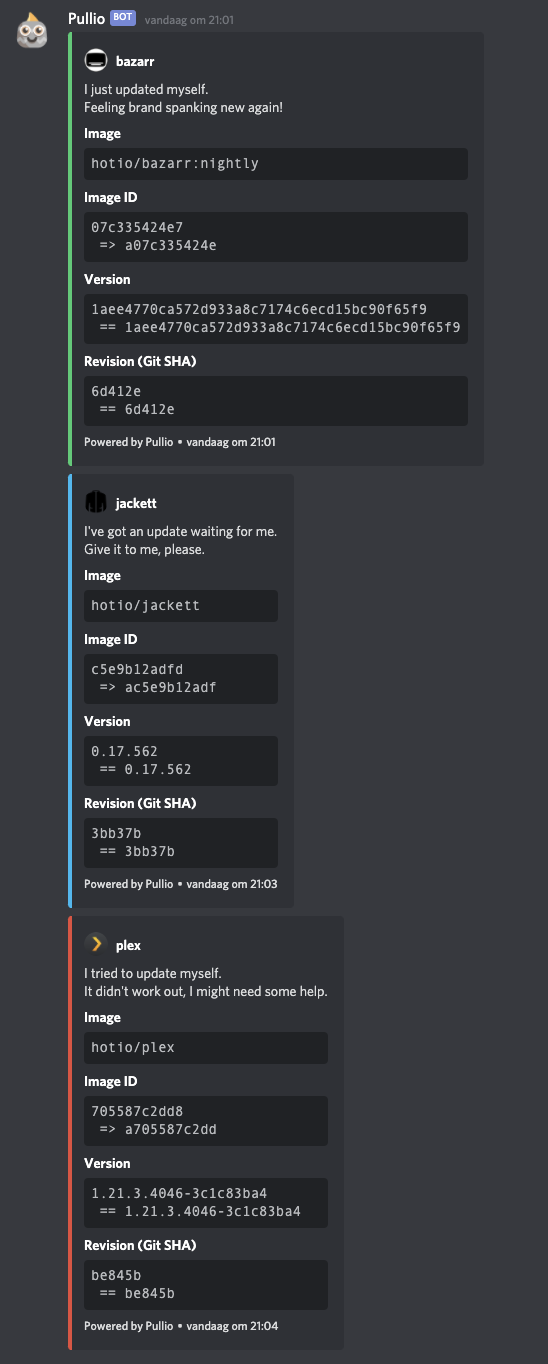 Pullio BOT vandaag om 21:01
bazarr
I just updated myself.
Feeling brand spanking new again!
Image
hotio/bazarr:nightly
Image ID
07c335424e7
=> a07c335424e
Version
1aee4770ca572d933a8c7174c6ecd15bc90f65f9
== 1aee4770ca572d933a8c7174c6ecd15bc90f65f9
Revision (Git SHA)
6d412e
== 6d412e
Powered by Pullio • vandaag om 21:01
jackett
I've got an update waiting for me.
Give it to me, please.
Image
hotio/jackett
Image ID
c5e9b12adfd
=> ac5e9b12adf
Version
0.17.562
== 0.17.562
Revision (Git SHA)
3bb37b
== 3bb37b
Powered by Pullio • vandaag om 21:03
plex
I tried to update myself.
It didn't work out, I might need some help.
Image
hotio/plex
Image ID
705587c2dd8
=> a705587c2dd
Version
1.21.3.4046-3c1c83ba4
== 1.21.3.4046-3c1c83ba4
Revision (Git SHA)
be845b
== be845b
Powered by Pullio • vandaag om 21:04